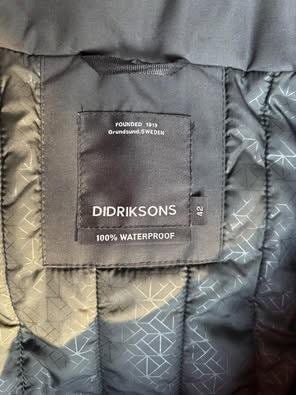 FOUNDED 1913
Grundsund.SWEDEN
DIDRIKSONS
42
100% WATERPROOF